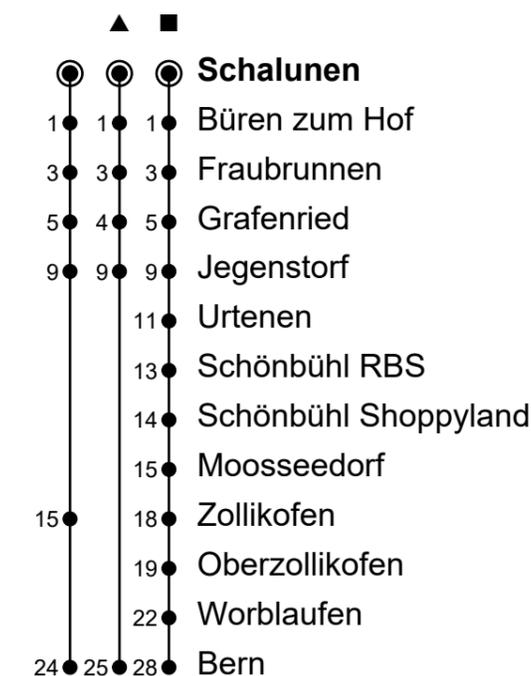 ▲ ■
Schalunen
1 1 1 Büren zum Hof
3 3 3 Fraubrunnen
5 4 5 Grafenried
9 9 9 Jegenstorf
11 Urtenen
13 Schönbühl RBS
14 Schönbühl Shoppyland
15 Moosseedorf
15 18 Zollikofen
19 Oberzollikofen
22 Worblaufen
24 25 28 Bern